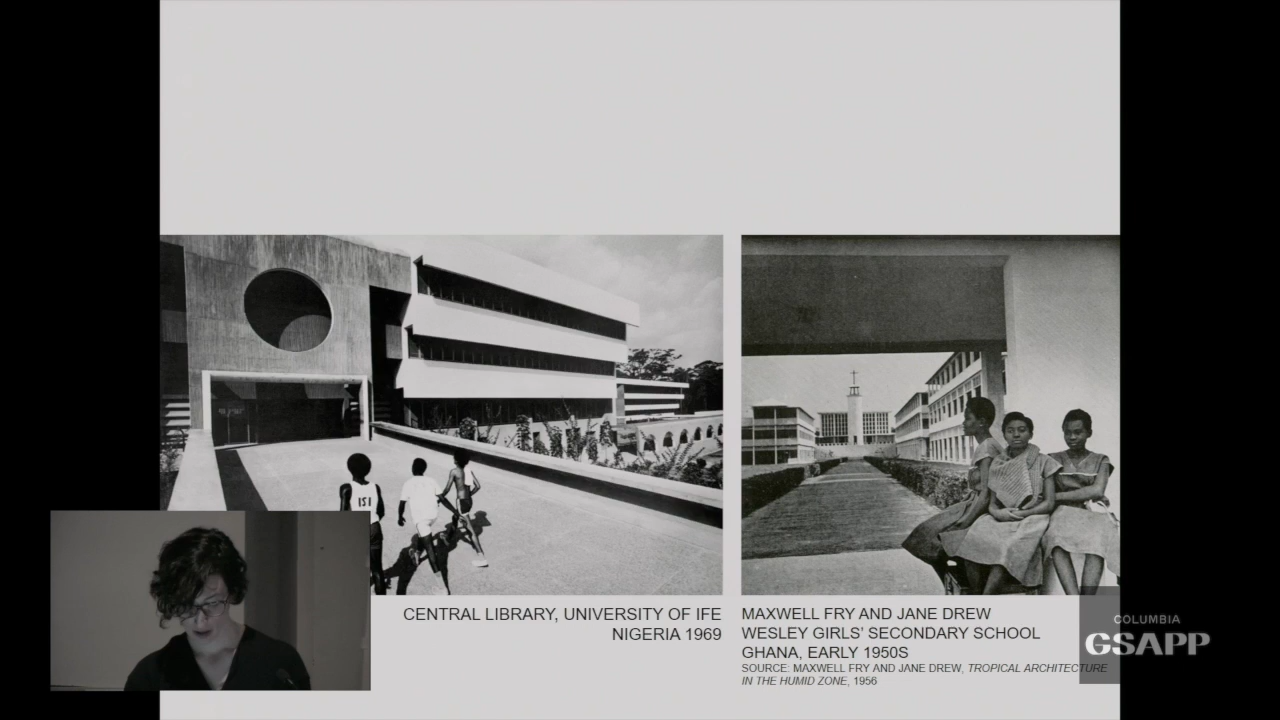 151
CENTRAL LIBRARY, UNIVERSITY OF IFE
NIGERIA 1969
MAXWELL FRY AND JANE DREW
WESLEY GIRLS' SECONDARY SCHOOL
GHANA, EARLY 1950S
SOURCE: MAXWELL FRY AND JANE DREW, TROPICAL ARCHITECTURE
IN THE HUMID ZONE, 1956
COLUMBIA
GSAPP